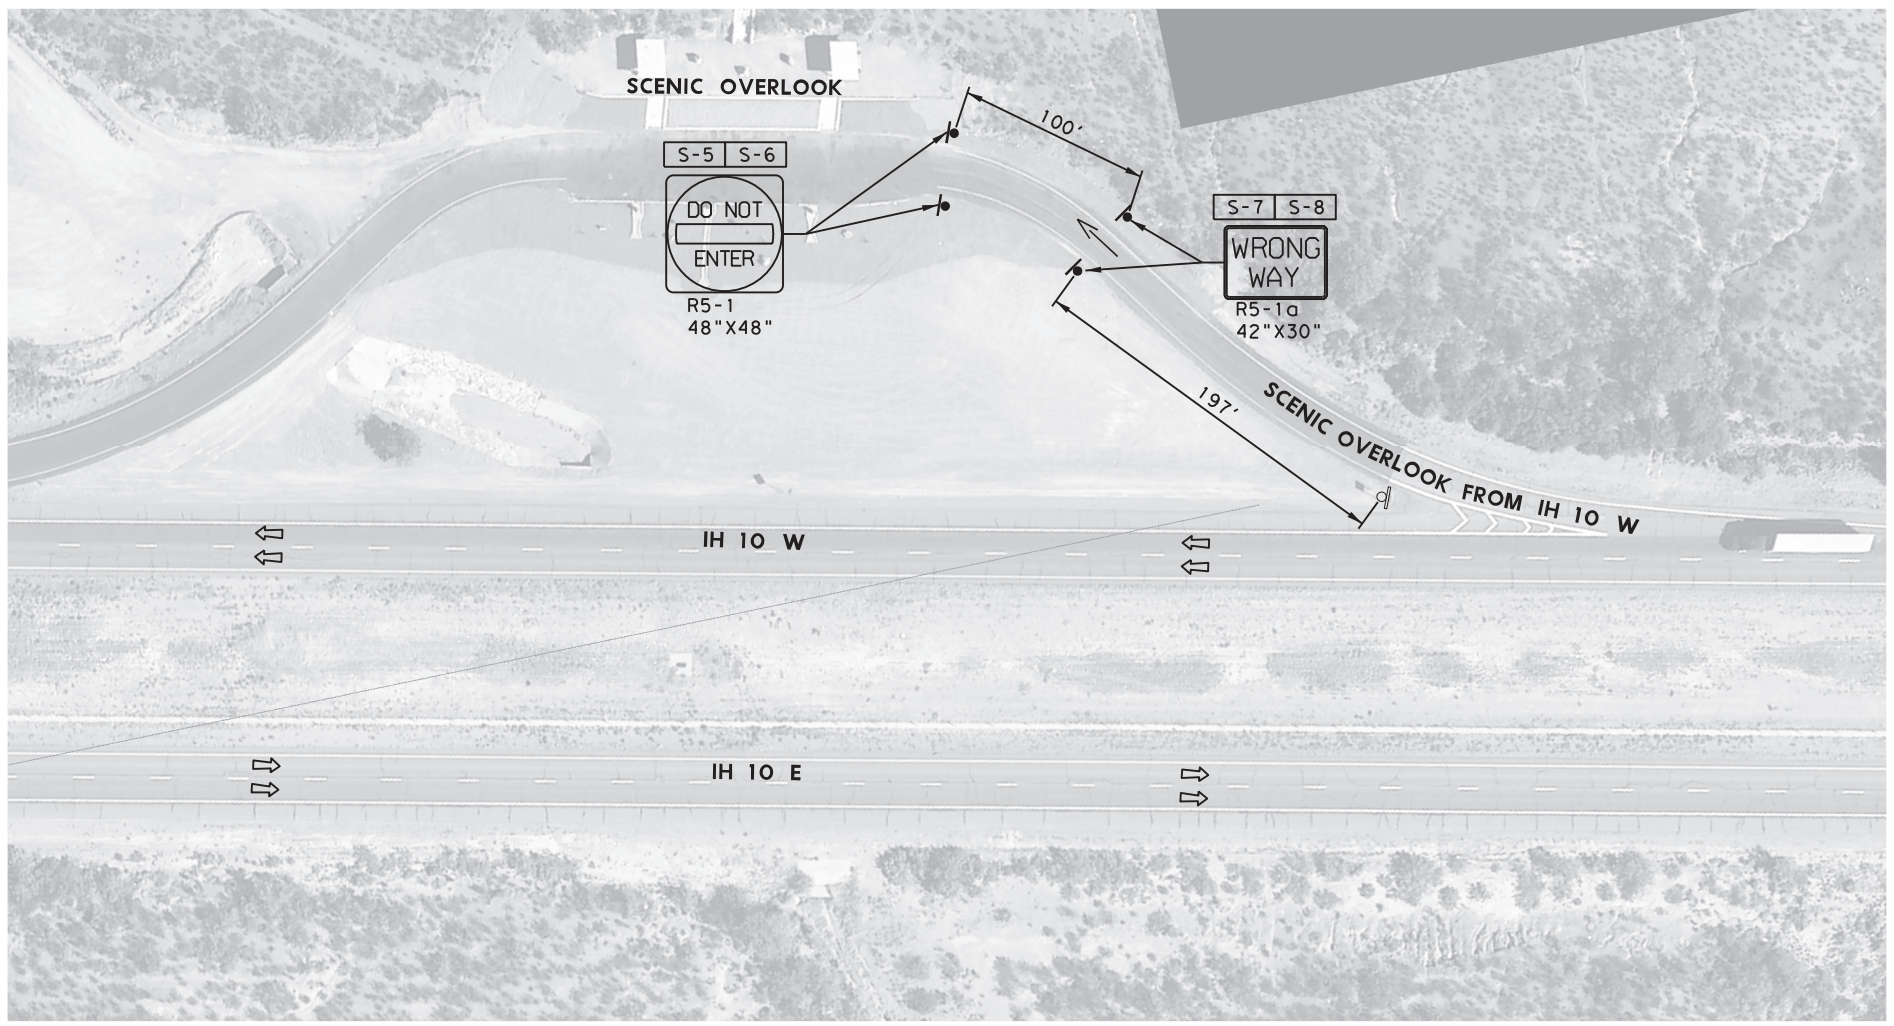 SCENIC OVERLOOK
100'
S-5 S-6
DO NOT
ENTER
R5-1
48"X48"
S-7 S-8
WRONG
WAY
R5-1a
42"X30"
197'
SCENIC OVERLOOK FROM IH 10 W
IH 10 W
IH 10 E